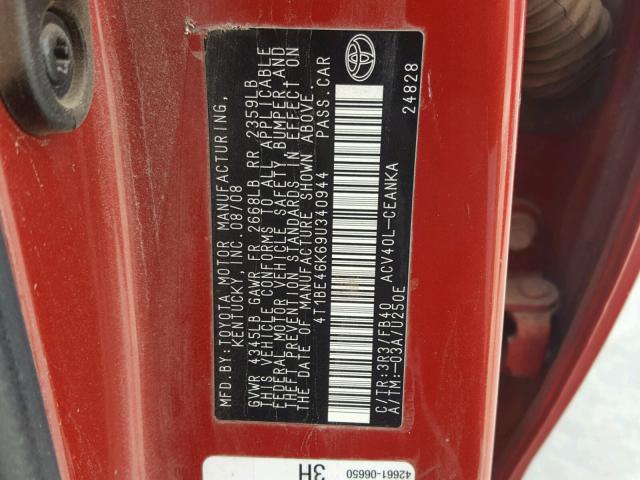 MFD. BY: TOYOTA MOTOR MANUFACTURING,
KENTUCKY, INC. 08/08
GVWR 4345LB GAWR FR 2668LB RR 2359LB
THIS VEHICLE CONFORMS TO ALL APPLICABLE
FEDERAL MOTOR VEHICLE SAFETY, BUMPER, AND
THEFT PREVENTION STANDARDS IN EFFECT ON
THE DATE OF MANUFACTURE SHOWN ABOVE.
4T1BE46K69U340944 PASS.CAR
ACV40L-CEANKA
C/TR:3R3/FB40
A/TM:-03A/U250E
24828
42661-06650
3H